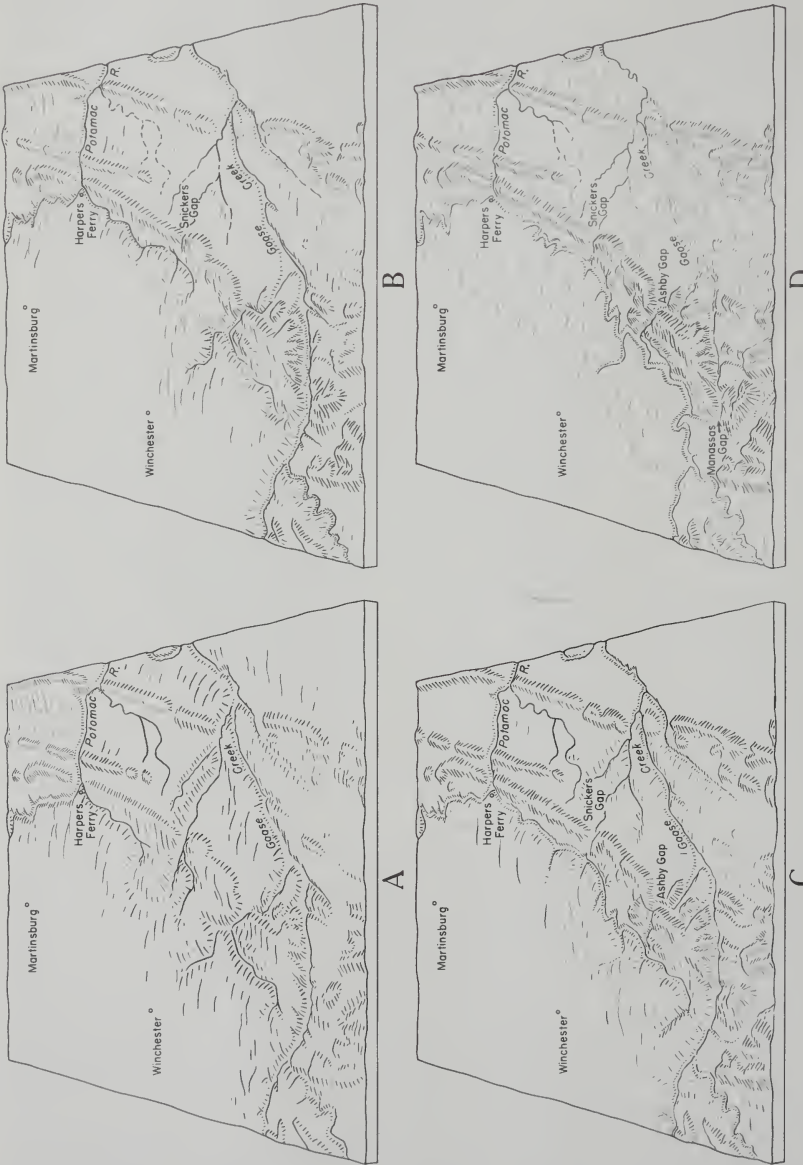 Martinsburg
Winchester
Harpers
Ferry
Potomac
R.
Goose
Creek
A
Martinsburg
Winchester
Harpers
Ferry
Potomac
R.
Snickers
Gap
Goose
Creek
B
Martinsburg
Winchester
Harpers
Ferry
Potomac
R.
Snickers
Gap
Ashby Gap
Goose
Creek
C
Martinsburg
Winchester
Harpers
Ferry
Potomac
R.
Snickers
Gap
Ashby Gap
Manassas
Gap
Goose
Creek
D